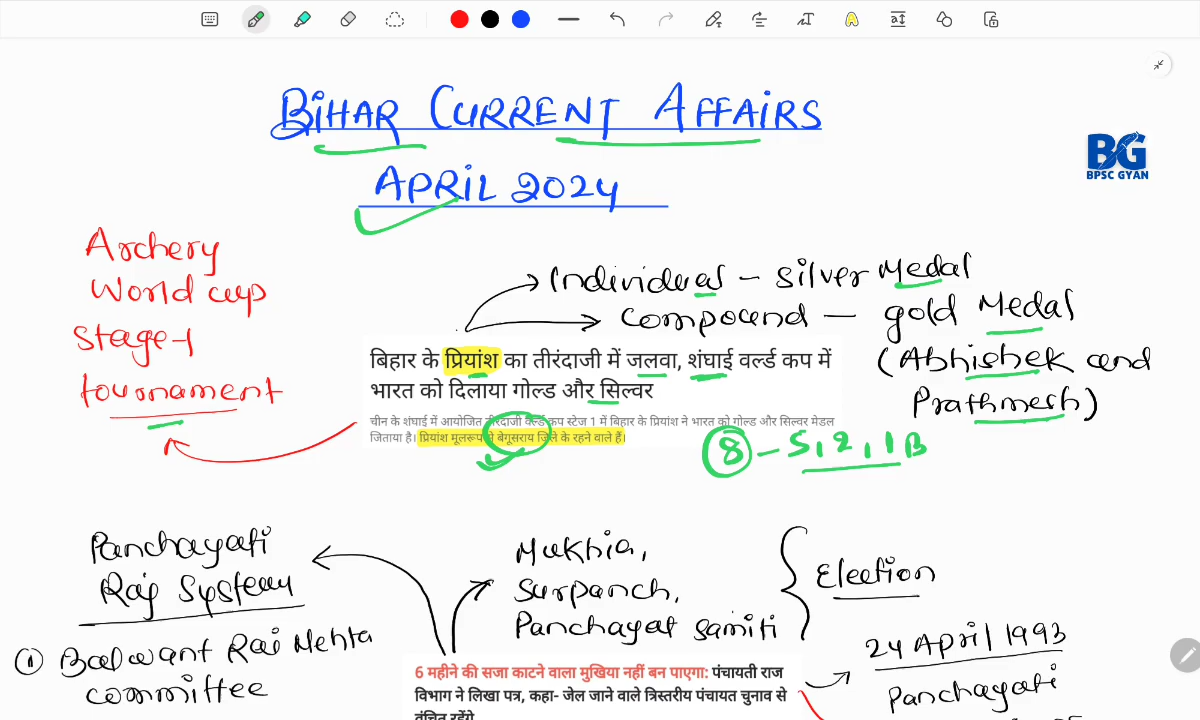 BIHAR CURRENT AFFAIRS
APRIL 2024
BG
BPSC GYAN
Archery
World cup
Stage-1
tournament
Individual – Silver Medal
Compound – gold Medal
(Abhishek and
Prathmesh)
बिहार के प्रियांश का तीरंदाजी में जलवा, शंघाई वर्ल्ड कप में
भारत को दिलाया गोल्ड और सिल्वर
चीन के शंघाई में आयोजित तीरंदाजी वर्ल्ड कप स्टेज 1 में बिहार के प्रियांश ने भारत को गोल्ड और सिल्वर मेडल
जिताया है। प्रियांश मूलरूप से बेगूसराय जिले के रहने वाले हैं।
8 – 5, 2, 1 B
Panchayati
Raj System
① Balwant Rai Mehta
committee
Mukhia,
Surpanch,
Panchayat Samiti
Election
24 April 1993
Panchayati
6 महीने की सजा काटने वाला मुखिया नहीं बन पाएगा: पंचायती राज
विभाग ने लिखा पत्र, कहा- जेल जाने वाले त्रिस्तरीय पंचायत चुनाव से
वंचित रहेंगे